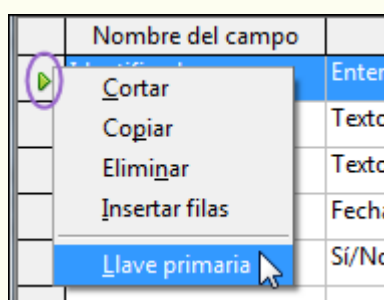 Nombre del campo
Enter
Cortar
Copiar
Texto
Eliminar
Texto
Insertar filas
Fecha
Llave primaria
Sí/No